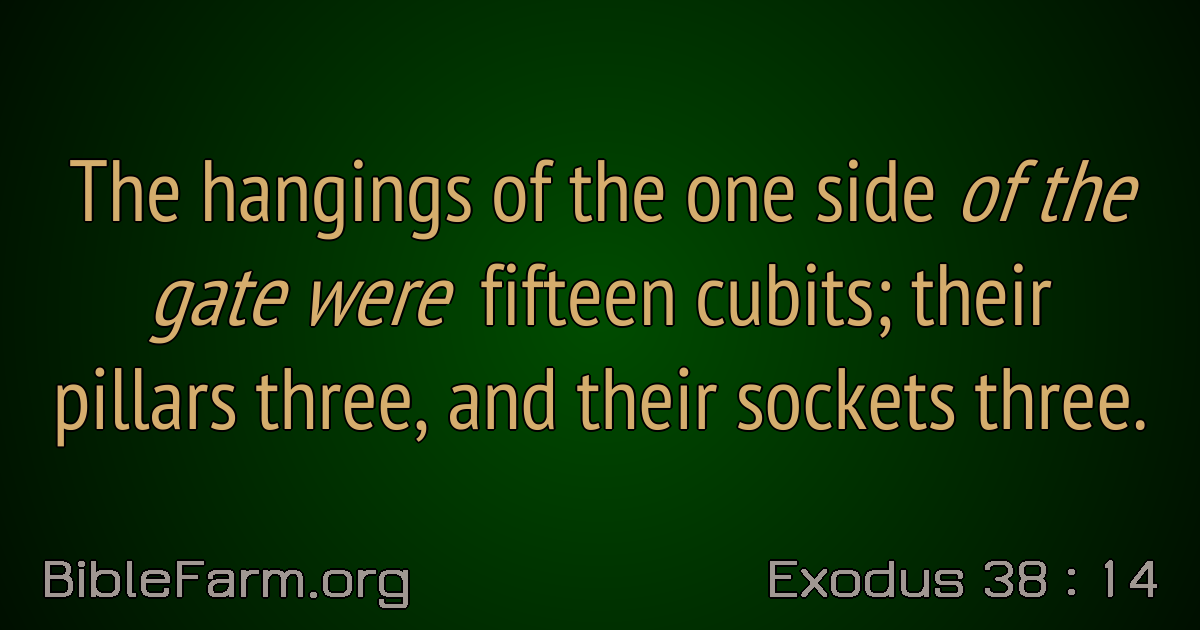 The hangings of the one side of the
gate were fifteen cubits; their
pillars three, and their sockets three.
BibleFarm.org
Exodus 38 : 14